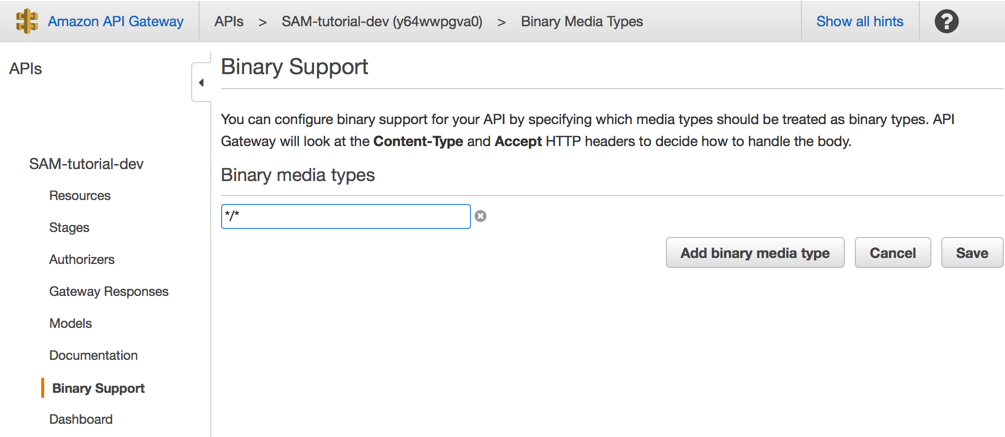 Amazon API Gateway APIs > SAM-tutorial-dev (y64wwpgva0) > Binary Media Types Show all hints ?
APIs
Binary Support
You can configure binary support for your API by specifying which media types should be treated as binary types. API
Gateway will look at the Content-Type and Accept HTTP headers to decide how to handle the body.
Binary media types
*/*
Add binary media type Cancel Save
SAM-tutorial-dev
Resources
Stages
Authorizers
Gateway Responses
Models
Documentation
Binary Support
Dashboard